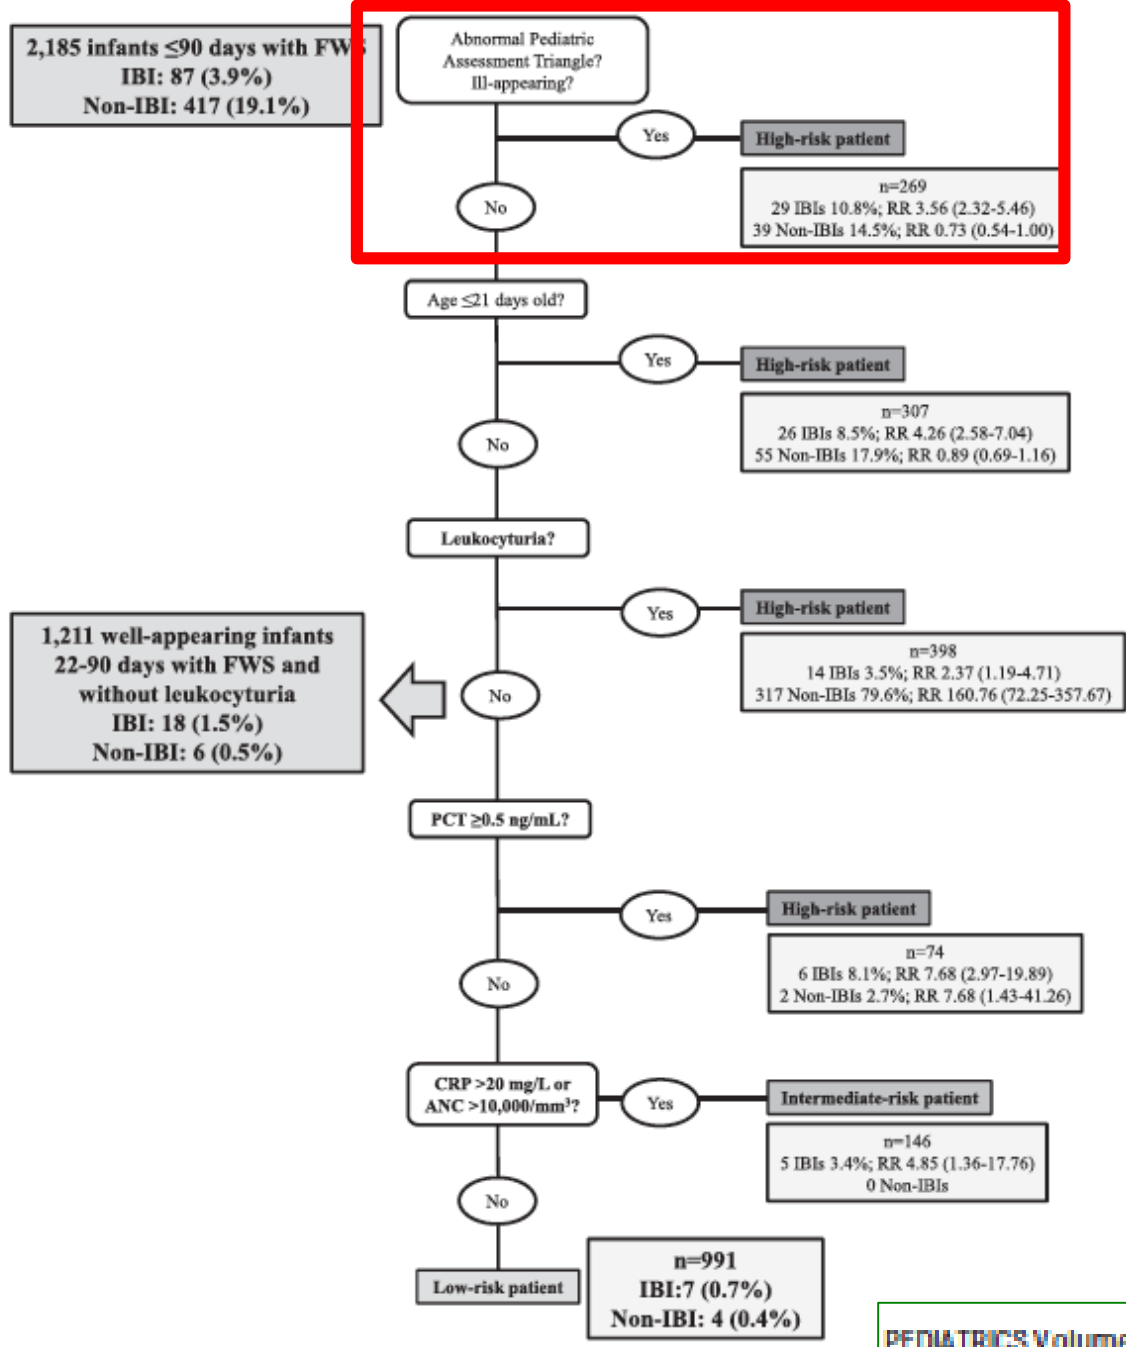 2,185 infants ≤90 days with FWS
IBI: 87 (3.9%)
Non-IBI: 417 (19.1%)
Abnormal Pediatric
Assessment Triangle?
Ill-appearing?
Yes
High-risk patient
n=269
29 IBIs 10.8%; RR 3.56 (2.32-5.46)
39 Non-IBIs 14.5%; RR 0.73 (0.54-1.00)
No
Age ≤21 days old?
Yes
High-risk patient
n=307
26 IBIs 8.5%; RR 4.26 (2.58-7.04)
55 Non-IBIs 17.9%; RR 0.89 (0.69-1.16)
No
Leukocyturia?
Yes
High-risk patient
n=398
14 IBIs 3.5%; RR 2.37 (1.19-4.71)
317 Non-IBIs 79.6%; RR 160.76 (72.25-357.67)
No
1,211 well-appearing infants
22-90 days with FWS and
without leukocyturia
IBI: 18 (1.5%)
Non-IBI: 6 (0.5%)
PCT ≥0.5 ng/mL?
Yes
High-risk patient
n=74
6 IBIs 8.1%; RR 7.68 (2.97-19.89)
2 Non-IBIs 2.7%; RR 7.68 (1.43-41.26)
No
CRP >20 mg/L or
ANC >10,000/mm³?
Yes
Intermediate-risk patient
n=146
5 IBIs 3.4%; RR 4.85 (1.36-17.76)
0 Non-IBIs
No
Low-risk patient
n=991
IBI:7 (0.7%)
Non-IBI: 4 (0.4%)
PEDIATRICS Volume